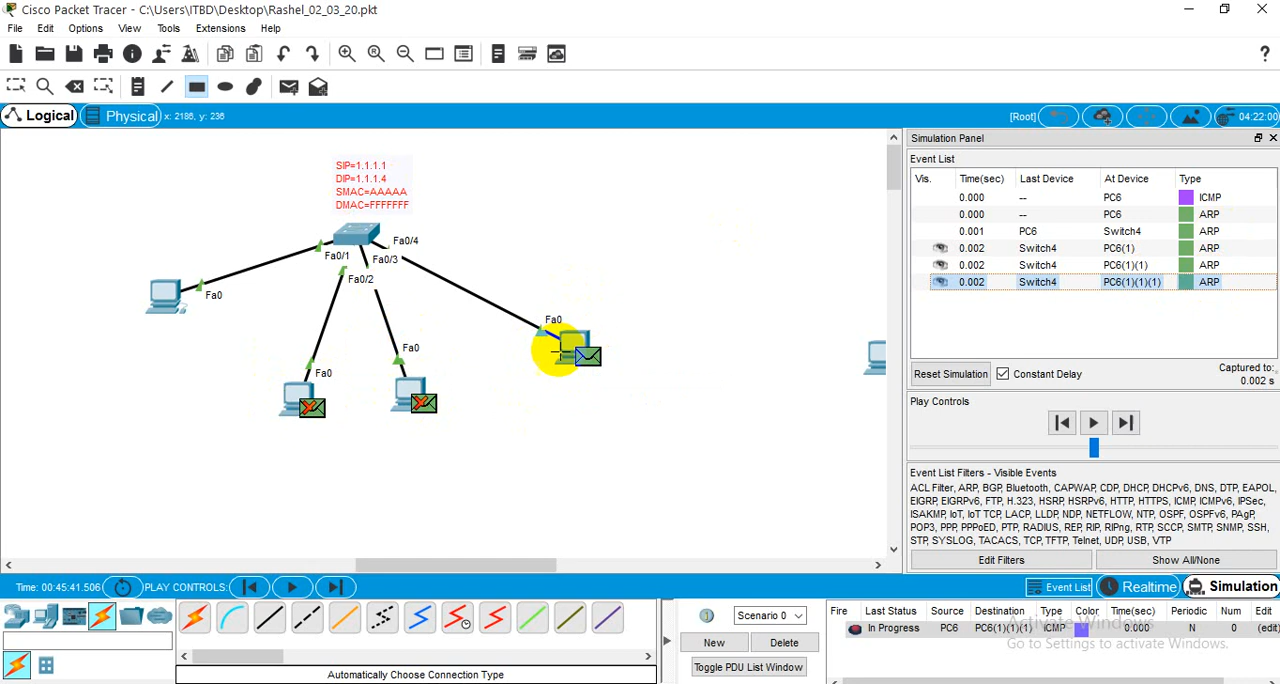 Cisco Packet Tracer - C:\Users\ITBD\Desktop\Rashel_02_03_20.pkt
File Edit Options View Tools Extensions Help
?
Logical Physical x: 2186, y: 236 [Root] 04:22:00
Simulation Panel
Event List
Vis. Time(sec) Last Device At Device Type
0.000 -- PC6 ICMP
0.000 -- PC6 ARP
0.001 PC6 Switch4 ARP
0.002 Switch4 PC6(1) ARP
0.002 Switch4 PC6(1)(1) ARP
0.002 Switch4 PC6(1)(1)(1) ARP
Reset Simulation Constant Delay Captured to:
0.002 s
Play Controls
Event List Filters - Visible Events
ACL Filter, ARP, BGP, Bluetooth, CAPWAP, CDP, DHCP, DHCPv6, DNS, DTP, EAPOL,
EIGRP, EIGRPv6, FTP, H.323, HSRP, HSRPv6, HTTP, HTTPS, ICMP, ICMPv6, IPSec,
ISAKMP, IoT, IoT TCP, LACP, LLDP, NDP, NETFLOW, NTP, OSPF, OSPFv6, PAgP,
POP3, PPP, PPPoED, PTP, RADIUS, REP, RIP, RIPng, RTP, SCCP, SMTP, SNMP, SSH,
STP, SYSLOG, TACACS, TCP, TFTP, Telnet, UDP, USB, VTP
Edit Filters Show All/None
SIP=1.1.1.1
DIP=1.1.1.4
SMAC=AAAAA
DMAC=FFFFFFF
Fa0/4
Fa0/1
Fa0/3
Fa0/2
Fa0
Fa0
Fa0
Fa0
Time: 00:45:41.506 PLAY CONTROLS: Event List Realtime Simulation
Scenario 0
New Delete
Toggle PDU List Window
Automatically Choose Connection Type
Fire Last Status Source Destination Type Color Time(sec) Periodic Num Edit
In Progress PC6 PC6(1)(1)(1) ICMP 0.000 N 0 (edit)
Activate Windows
Go to Settings to activate Windows.